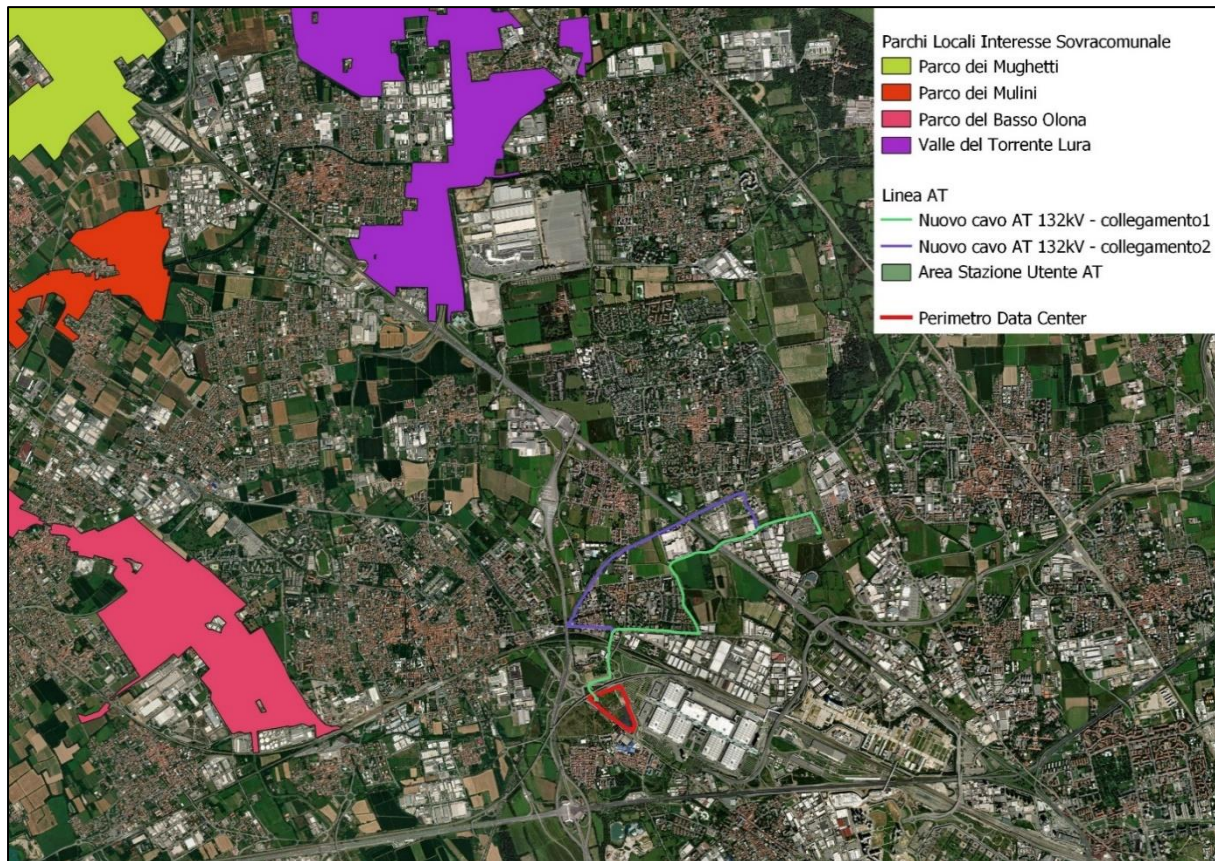 Parchi Locali Interesse Sovracomunale
Parco dei Mughetti
Parco dei Mulini
Parco del Basso Olona
Valle del Torrente Lura
Linea AT
Nuovo cavo AT 132kV - collegamento1
Nuovo cavo AT 132kV - collegamento2
Area Stazione Utente AT
Perimetro Data Center